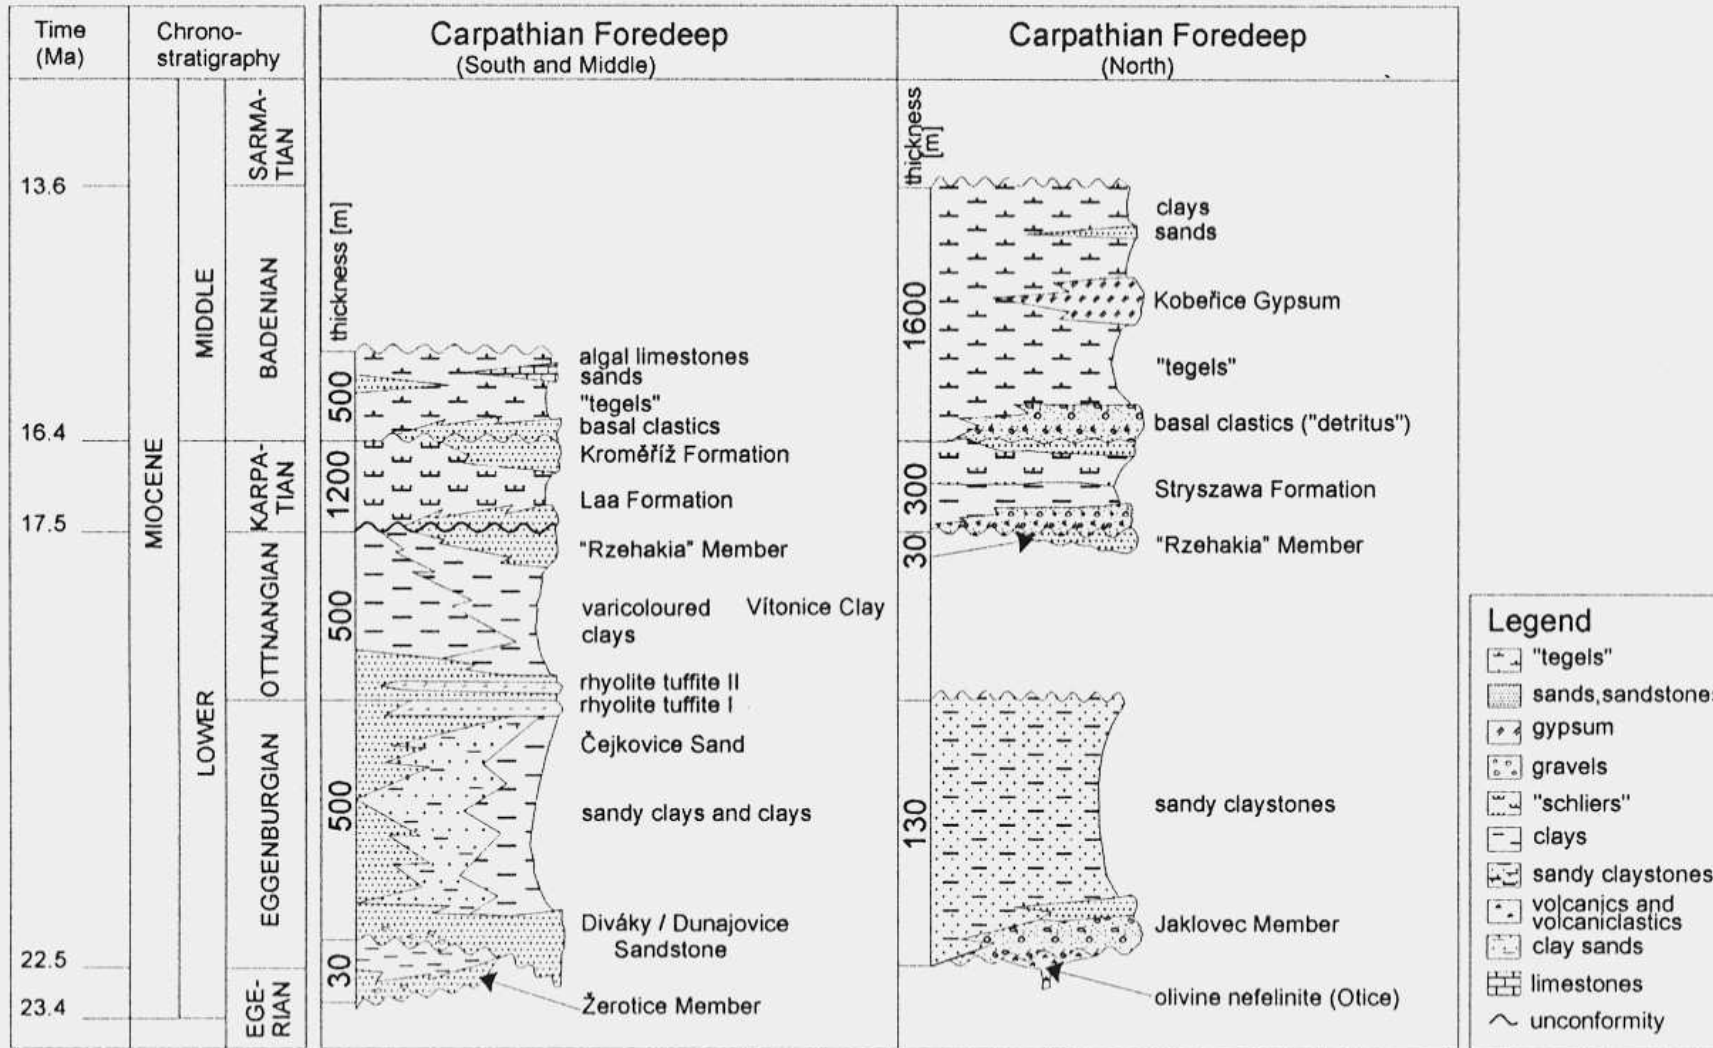 Time
(Ma)
Chrono-
stratigraphy
Carpathian Foredeep
(South and Middle)
Carpathian Foredeep
(North)
13.6
16.4
17.5
22.5
23.4
MIOCENE
MIDDLE
LOWER
SARMA-
TIAN
BADENIAN
KARPA-
TIAN
OTTNANGIAN
EGGENBURGIAN
EGE-
RIAN
thickness [m]
500
1200
500
500
30
algal limestones
sands
"tegels"
basal clastics
Kroměříž Formation
Laa Formation
"Rzehakia" Member
varicoloured Vítonice Clay
clays
rhyolite tuffite II
rhyolite tuffite I
Čejkovice Sand
sandy clays and clays
Diváky / Dunajovice
Sandstone
Žerotice Member
thickness
[m]
1600
300
30
130
clays
sands
Kobeřice Gypsum
"tegels"
basal clastics ("detritus")
Stryszawa Formation
"Rzehakia" Member
sandy claystones
Jaklovec Member
olivine nefelinite (Otice)
Legend
"tegels"
sands,sandstones
gypsum
gravels
"schliers"
clays
sandy claystones
volcanics and
volcaniclastics
clay sands
limestones
unconformity